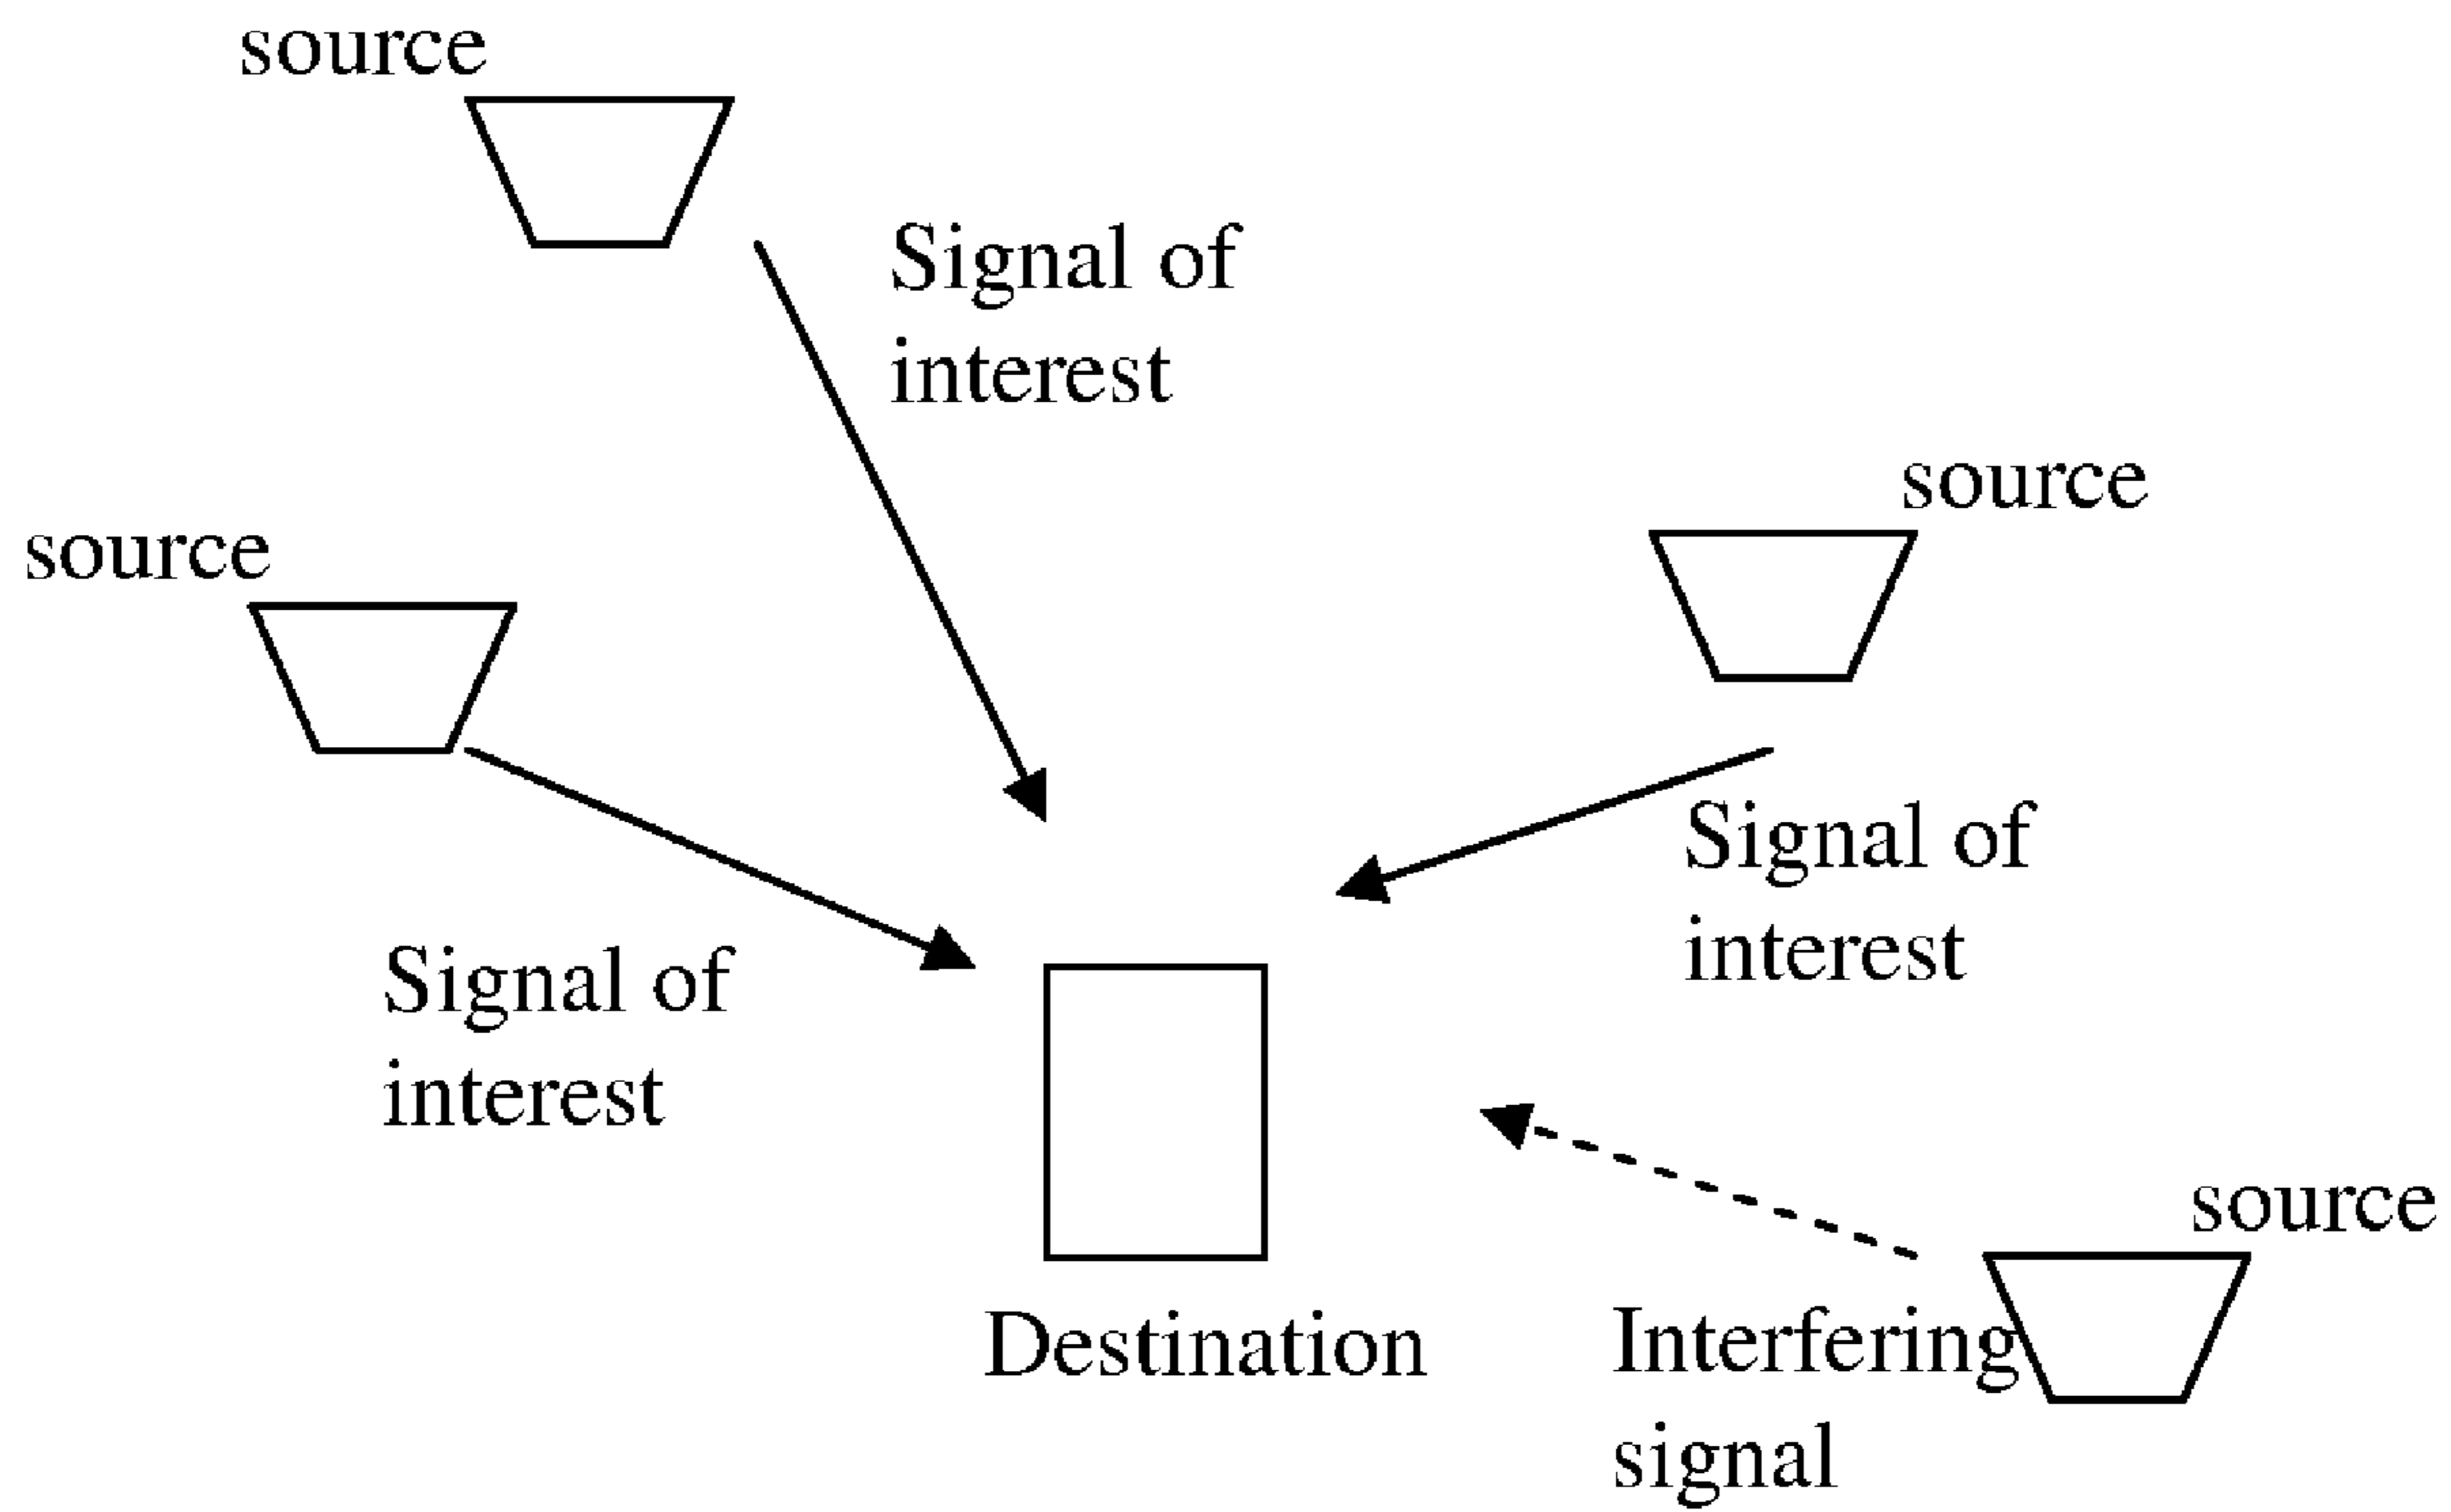 source
Signal of
interest
source
source
Signal of
interest
Signal of
interest
source
Destination
Interfering
signal